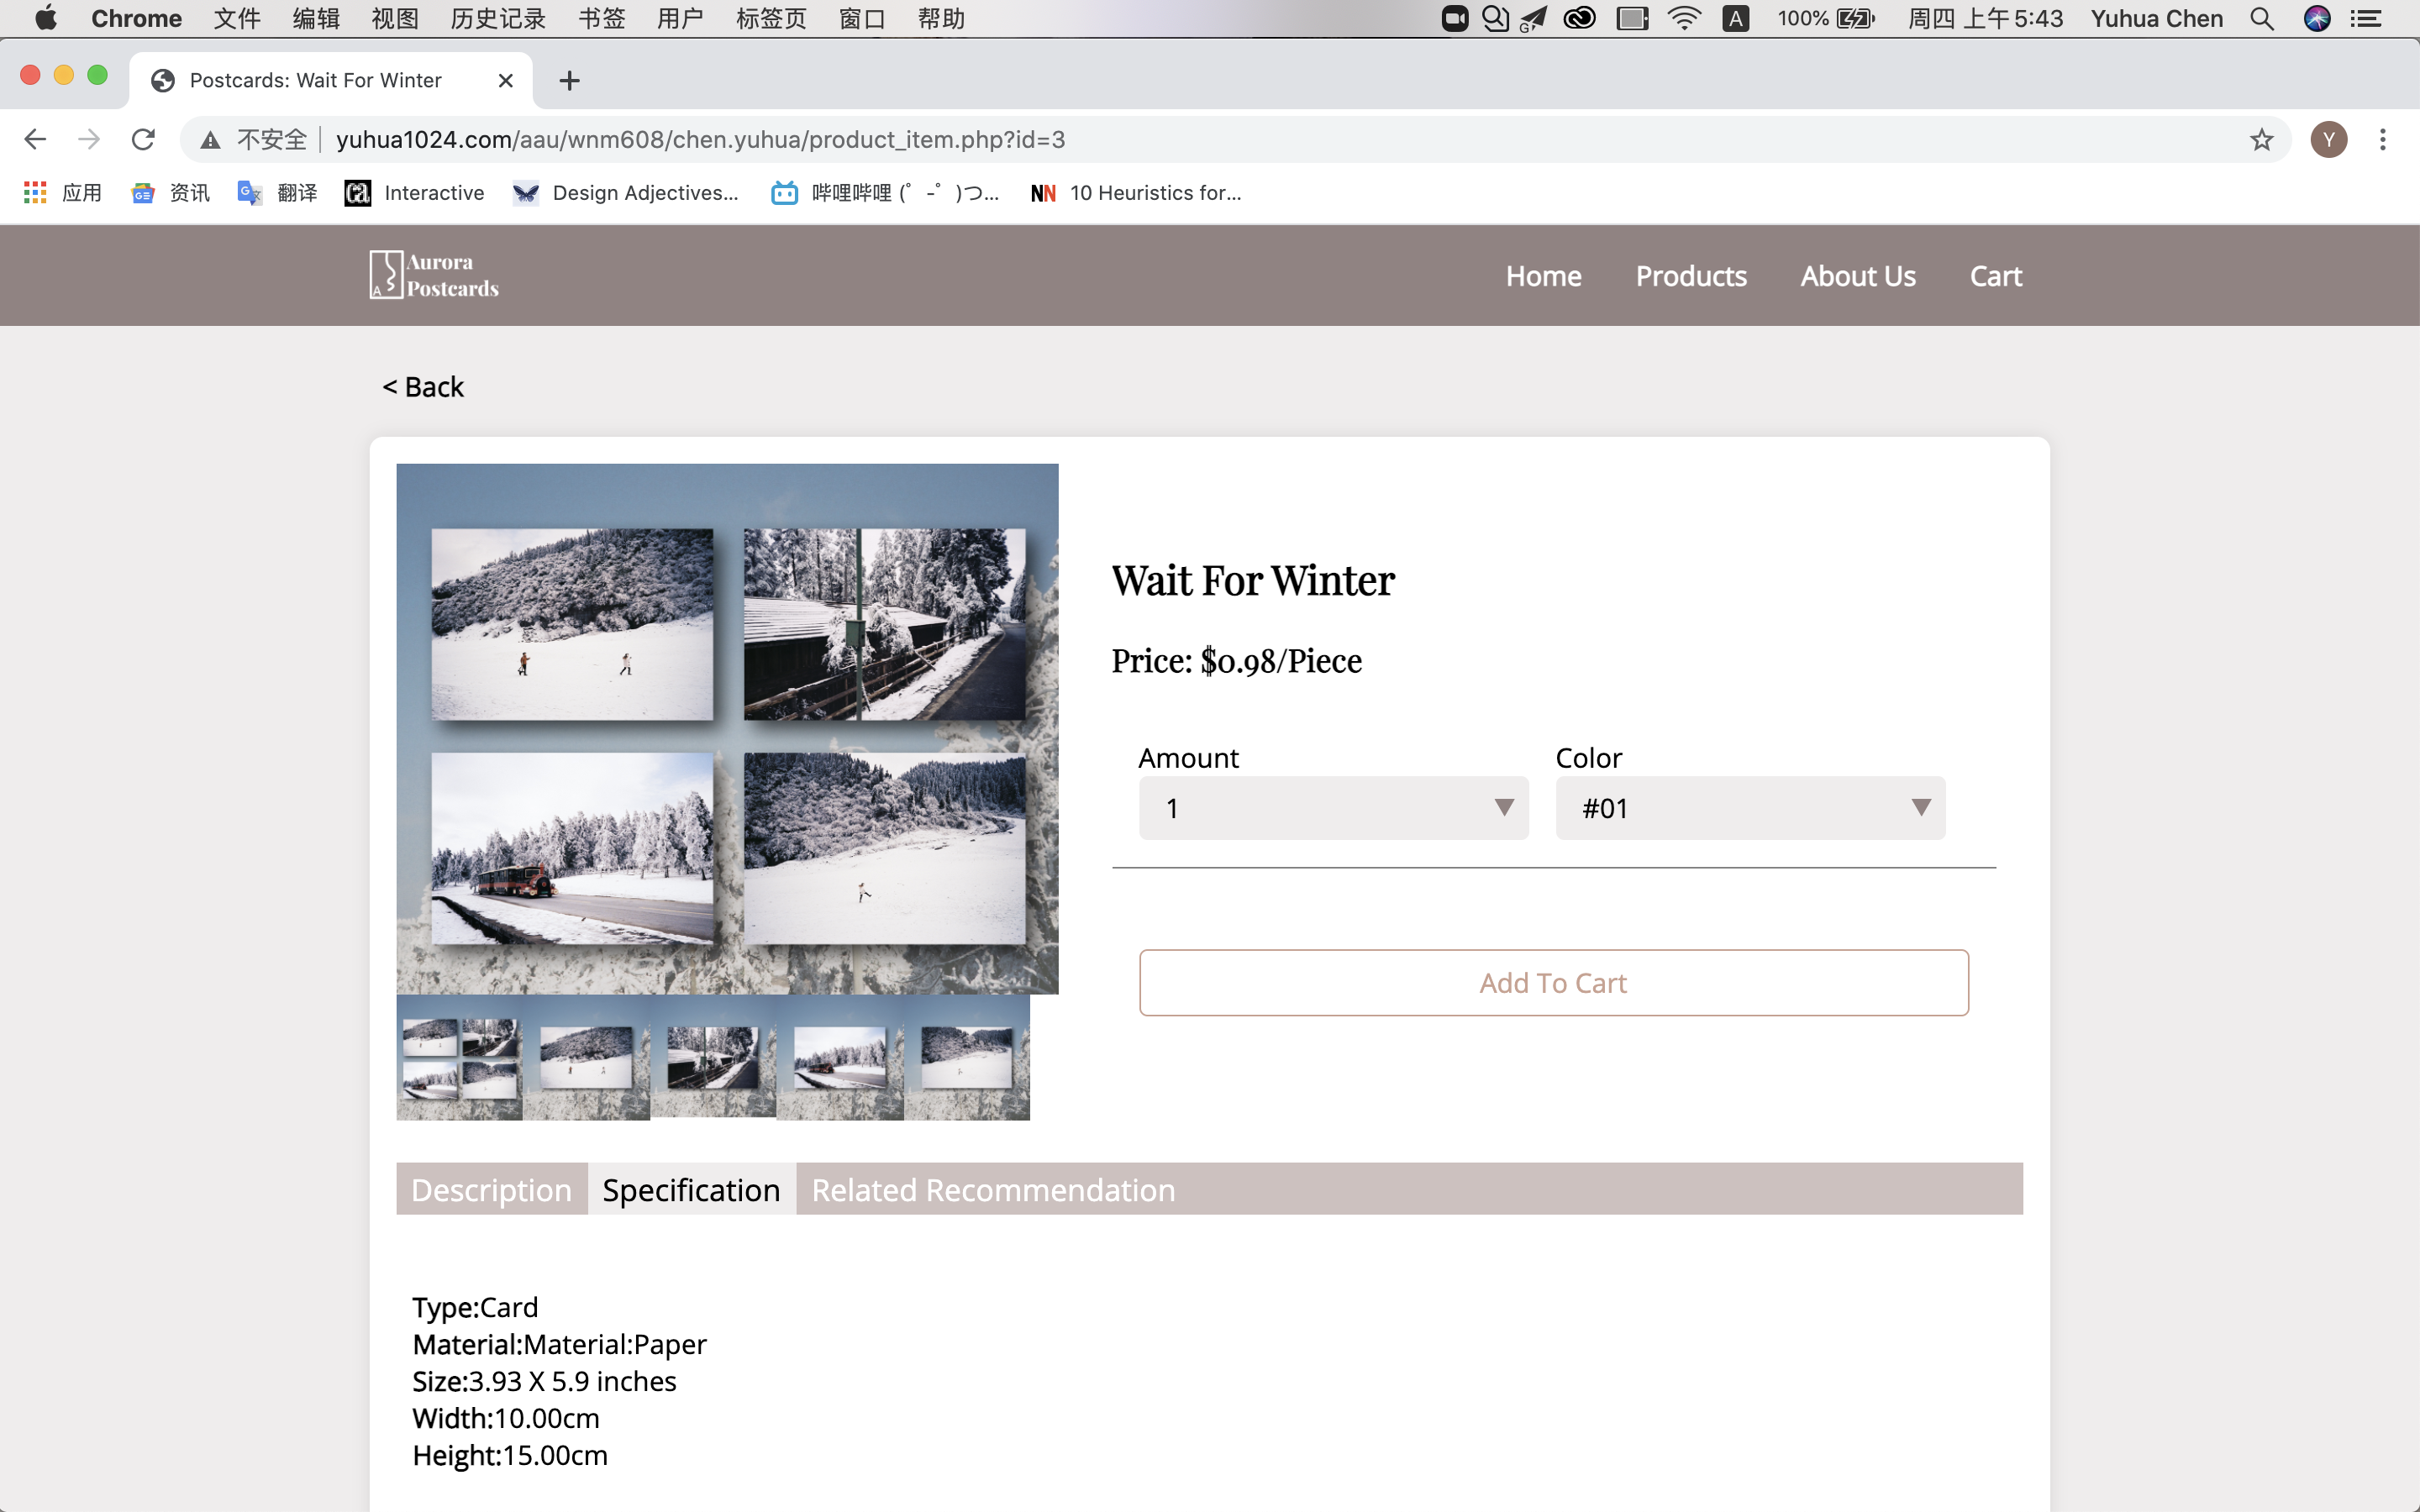 Chrome 文件 编辑 视图 历史记录 书签 用户 标签页 窗口 帮助 A 100% 周四 上午 5:43 Yuhua Chen
Postcards: Wait For Winter
不安全 yuhua1024.com/aau/wnm608/chen.yuhua/product_item.php?id=3 Y
应用 资讯 翻译 Interactive Design Adjectives... 哔哩哔哩 (゜-゜)つ... NN 10 Heuristics for...
Aurora
Postcards
Home Products About Us Cart
< Back
Wait For Winter
Price: $0.98/Piece
Amount Color
1 #01
Add To Cart
Description Specification Related Recommendation
Type:Card
Material:Material:Paper
Size:3.93 X 5.9 inches
Width:10.00cm
Height:15.00cm